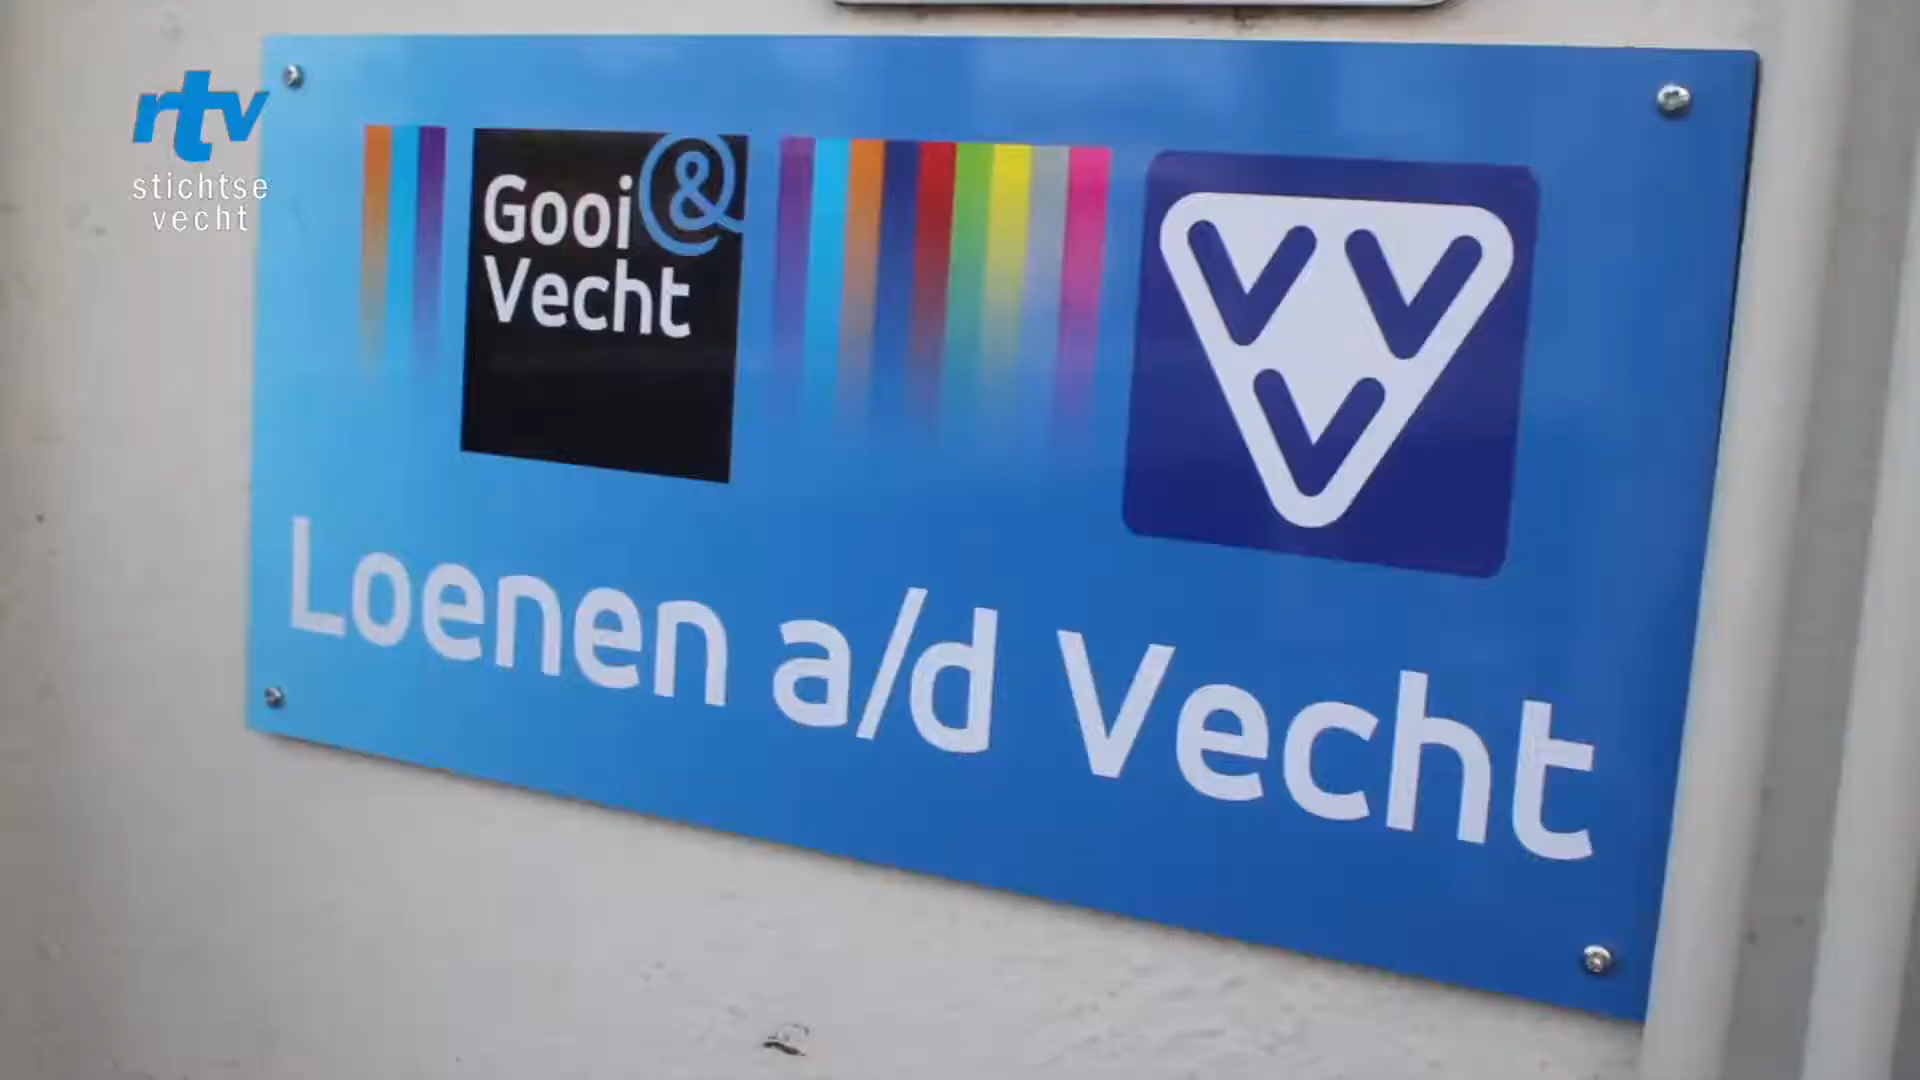 rtv
stichtse
vecht
Gooi &
Vecht
VVV
Loenen a/d Vecht